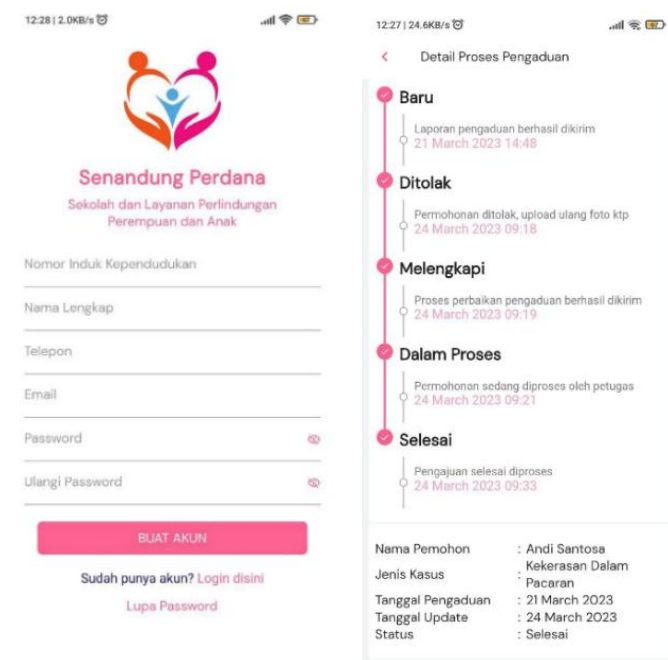 12:28 | 2.0KB/s
67
Senandung Perdana
Sekolah dan Layanan Perlindungan
Perempuan dan Anak
Nomor Induk Kependudukan
Nama Lengkap
Telepon
Email
Password
Ulangi Password
BUAT AKUN
Sudah punya akun? Login disini
Lupa Password
12:27 | 24.6KB/s
67
Detail Proses Pengaduan
Baru
Laporan pengaduan berhasil dikirim
21 March 2023 14:48
Ditolak
Permohonan ditolak, upload ulang foto ktp
24 March 2023 09:18
Melengkapi
Proses perbaikan pengaduan berhasil dikirim
24 March 2023 09:19
Dalam Proses
Permohonan sedang diproses oleh petugas
24 March 2023 09:21
Selesai
Pengajuan selesai diproses
24 March 2023 09:33
Nama Pemohon : Andi Santosa
Jenis Kasus : Kekerasan Dalam
Pacaran
Tanggal Pengaduan : 21 March 2023
Tanggal Update : 24 March 2023
Status : Selesai